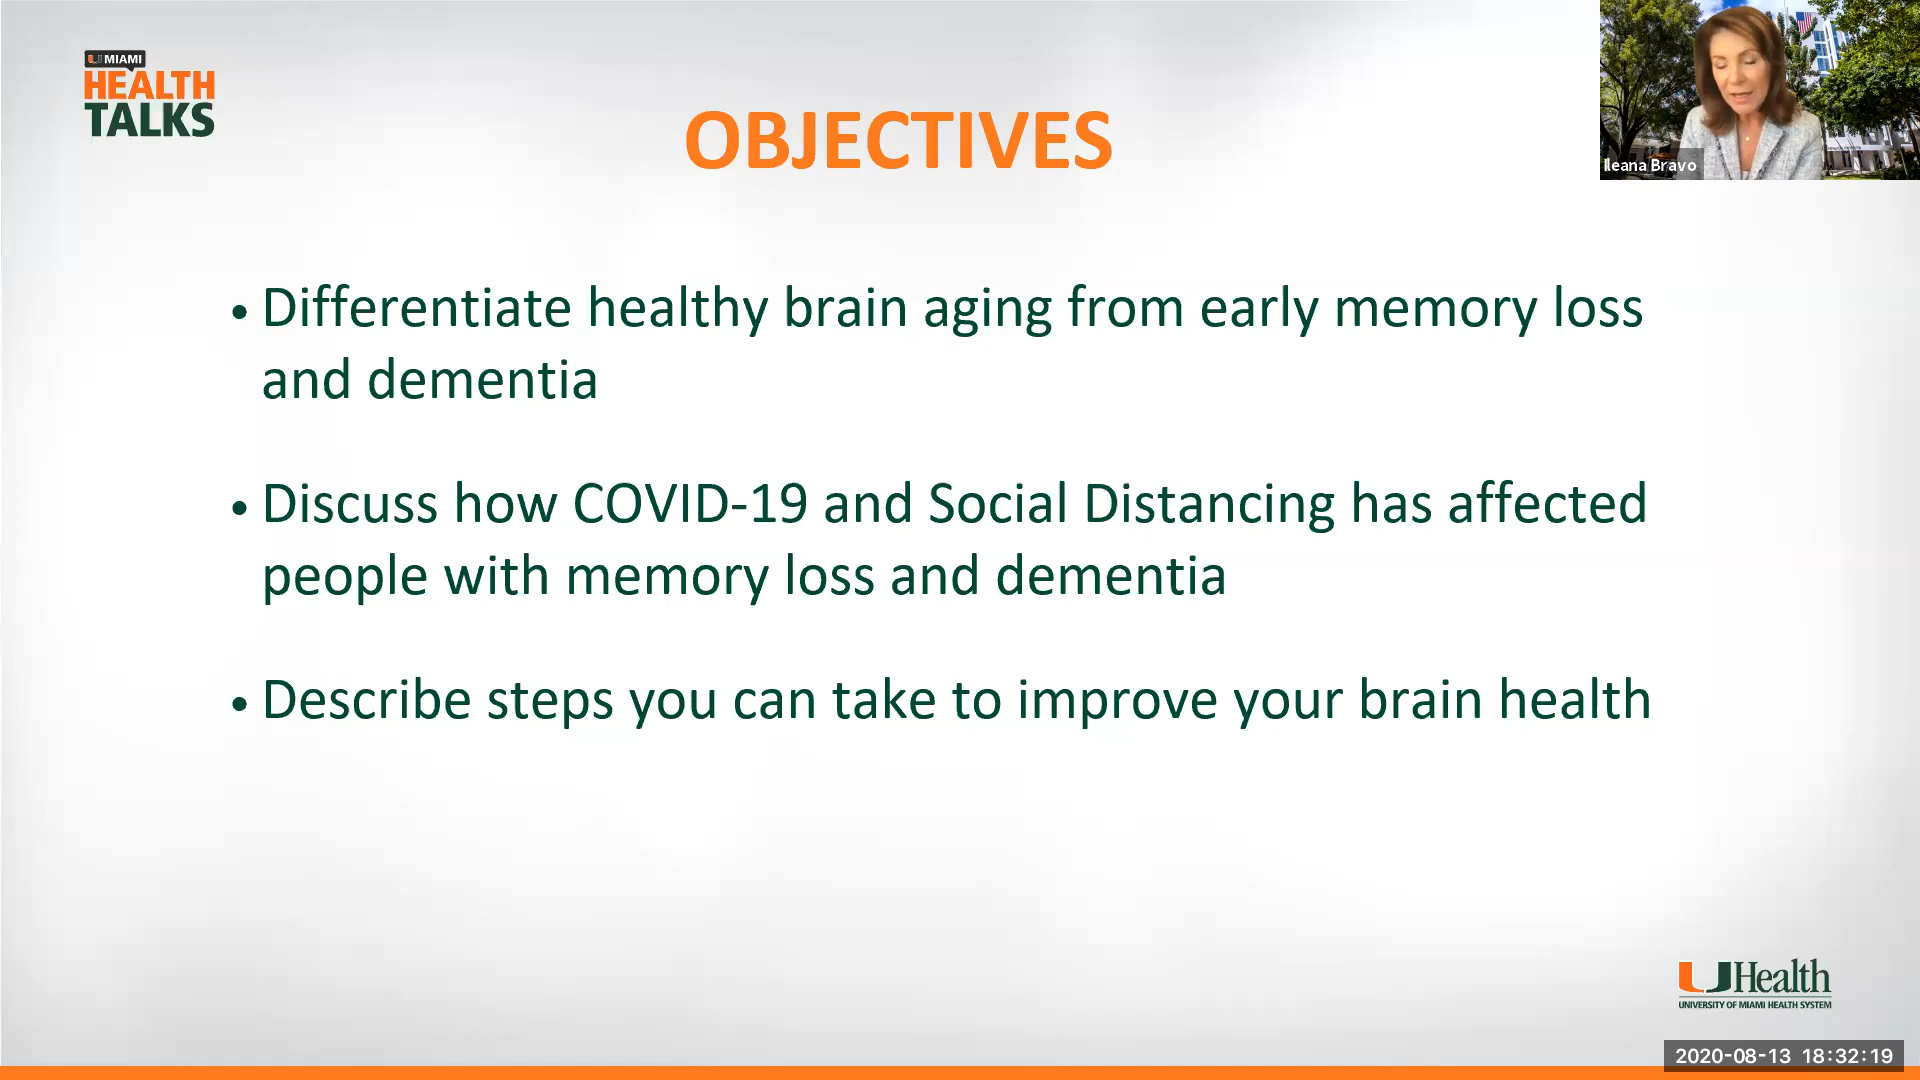 MIAMI
HEALTH
TALKS
OBJECTIVES
Ileana Bravo
• Differentiate healthy brain aging from early memory loss
and dementia
• Discuss how COVID-19 and Social Distancing has affected
people with memory loss and dementia
• Describe steps you can take to improve your brain health
UHealth
UNIVERSITY OF MIAMI HEALTH SYSTEM
2020-08-13 18:32:19